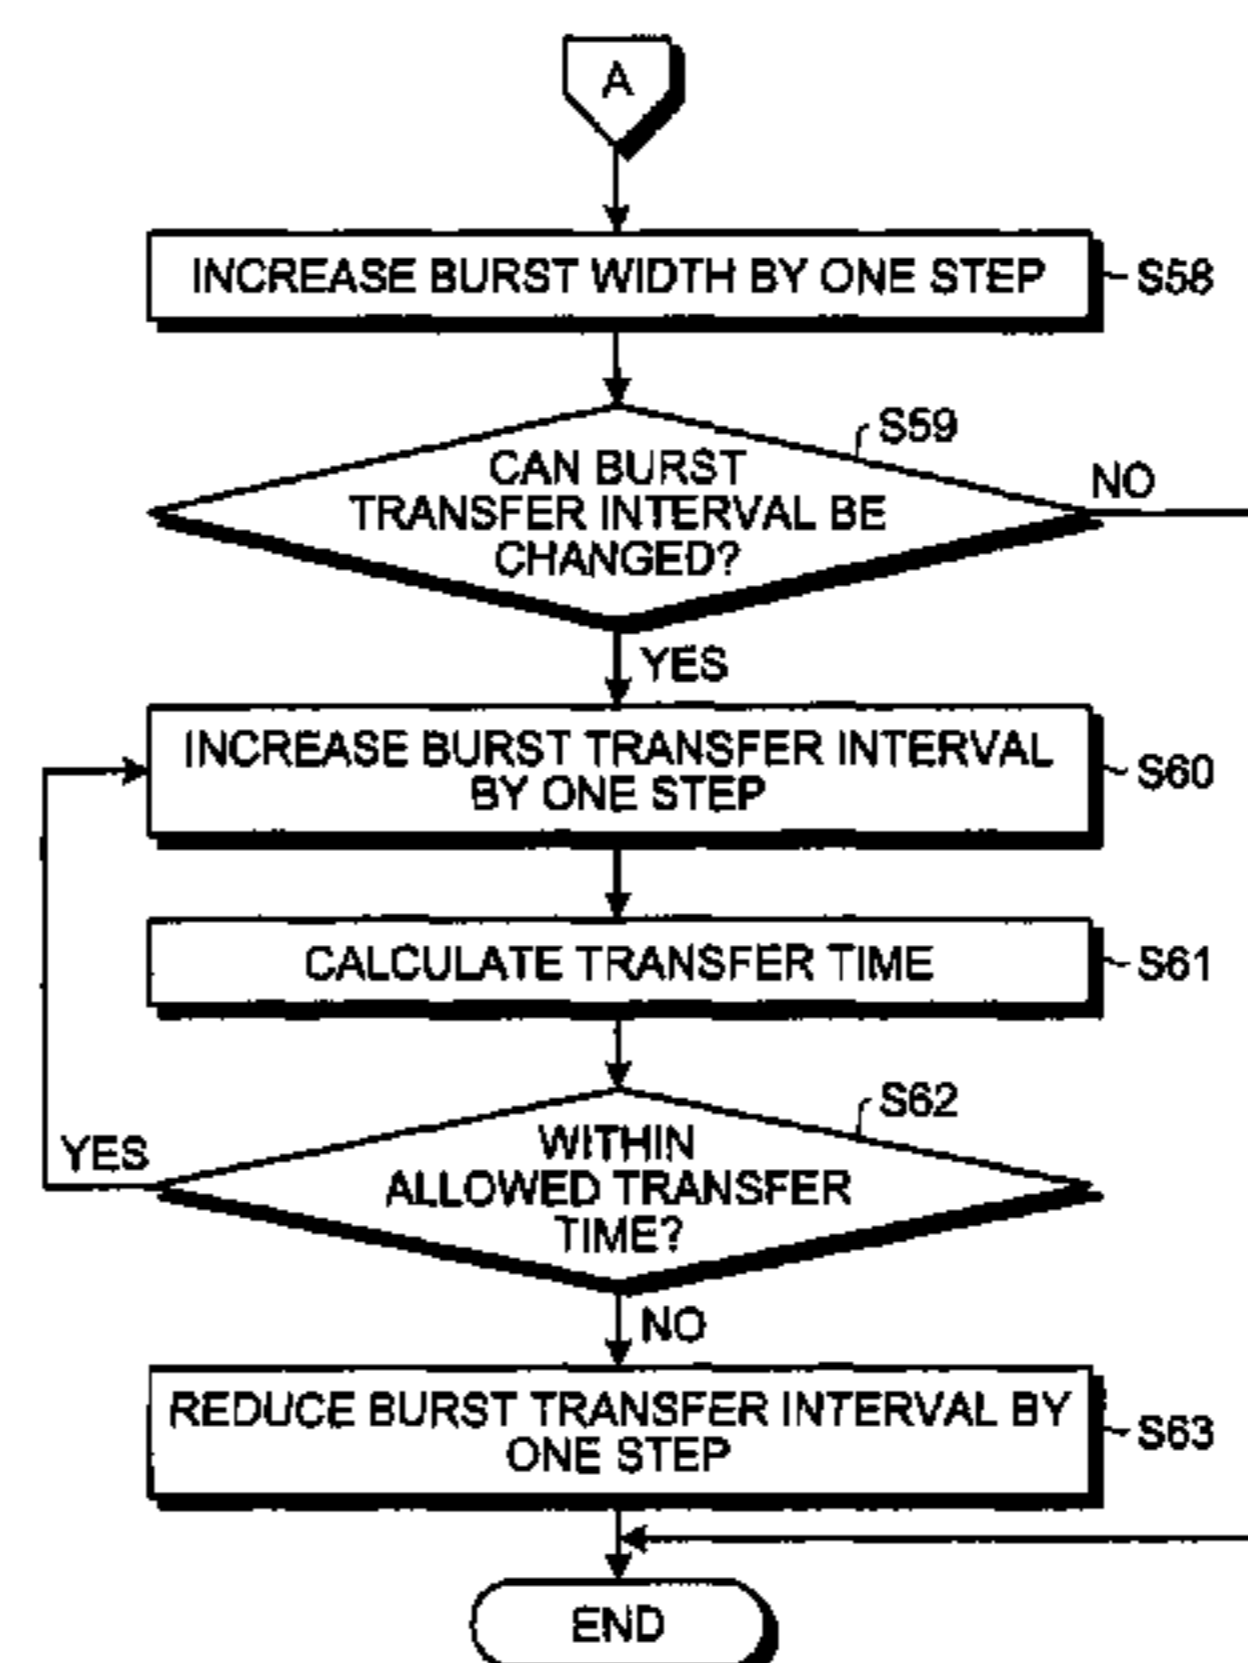 A
INCREASE BURST WIDTH BY ONE STEP
S58
S59
CAN BURST
TRANSFER INTERVAL BE
CHANGED?
NO
YES
INCREASE BURST TRANSFER INTERVAL
BY ONE STEP
S60
CALCULATE TRANSFER TIME
S61
S62
WITHIN
ALLOWED TRANSFER
TIME?
YES
NO
REDUCE BURST TRANSFER INTERVAL BY
ONE STEP
S63
END